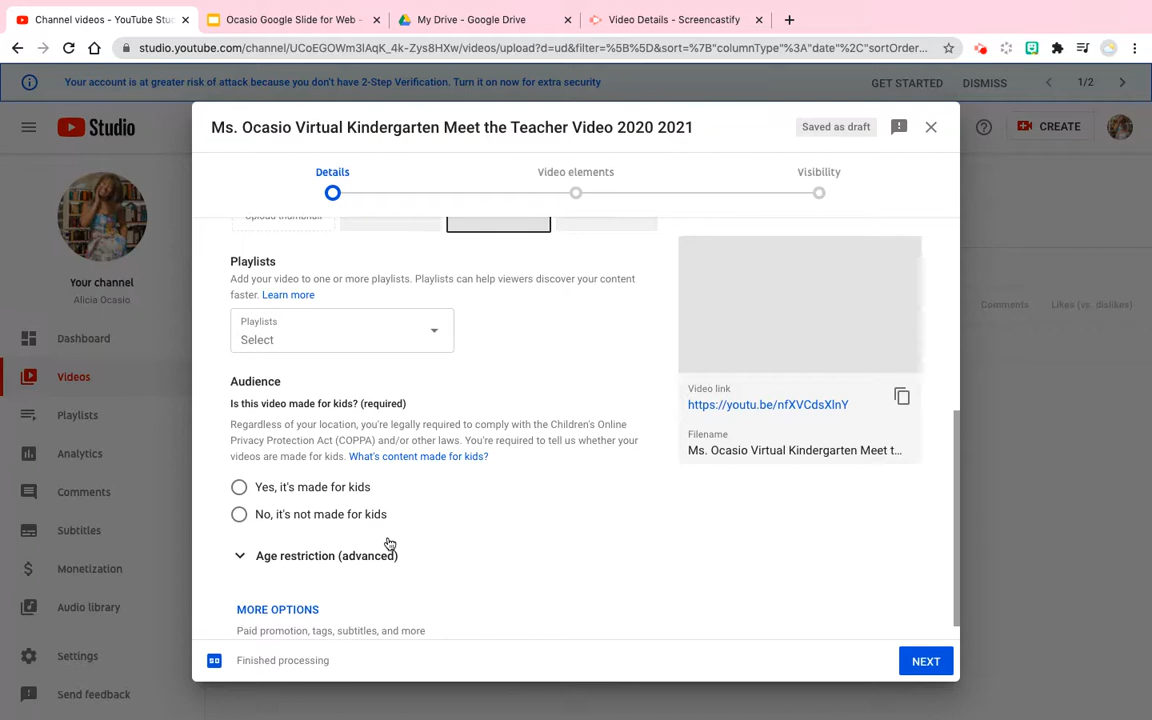 Channel videos - YouTube Stu
Ocasio Google Slide for Web -
My Drive - Google Drive
Video Details - Screencastify
studio.youtube.com/channel/UCoEGOWm3IAqK_4k-Zys8HXw/videos/upload?d=ud&filter=%5B%5D&sort=%7B"columnType"%3A"date"%2C"sortOrder...
Your account is at greater risk of attack because you don't have 2-Step Verification. Turn it on now for extra security
GET STARTED
DISMISS
1/2
Studio
CREATE
Ms. Ocasio Virtual Kindergarten Meet the Teacher Video 2020 2021
Saved as draft
Details
Video elements
Visibility
Your channel
Alicia Ocasio
Dashboard
Videos
Playlists
Analytics
Comments
Subtitles
Monetization
Audio library
Settings
Send feedback
Upload thumbnail
Playlists
Add your video to one or more playlists. Playlists can help viewers discover your content
faster. Learn more
Playlists
Select
Audience
Is this video made for kids? (required)
Regardless of your location, you're legally required to comply with the Children's Online
Privacy Protection Act (COPPA) and/or other laws. You're required to tell us whether your
videos are made for kids. What's content made for kids?
Yes, it's made for kids
No, it's not made for kids
Age restriction (advanced)
MORE OPTIONS
Paid promotion, tags, subtitles, and more
Video link
https://youtu.be/nfXVCdsXlnY
Filename
Ms. Ocasio Virtual Kindergarten Meet t...
Comments
Likes (vs. dislikes)
SD
Finished processing
NEXT